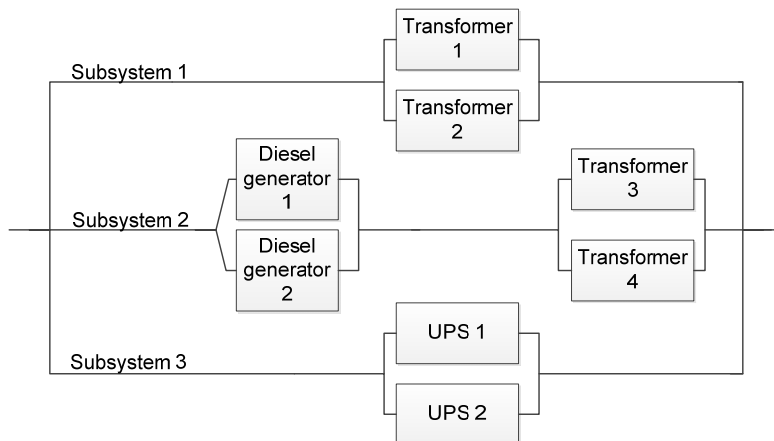 Transformer
1
Subsystem 1
Transformer
2
Diesel
generator
1
Transformer
3
Subsystem 2
Diesel
generator
2
Transformer
4
UPS 1
Subsystem 3
UPS 2